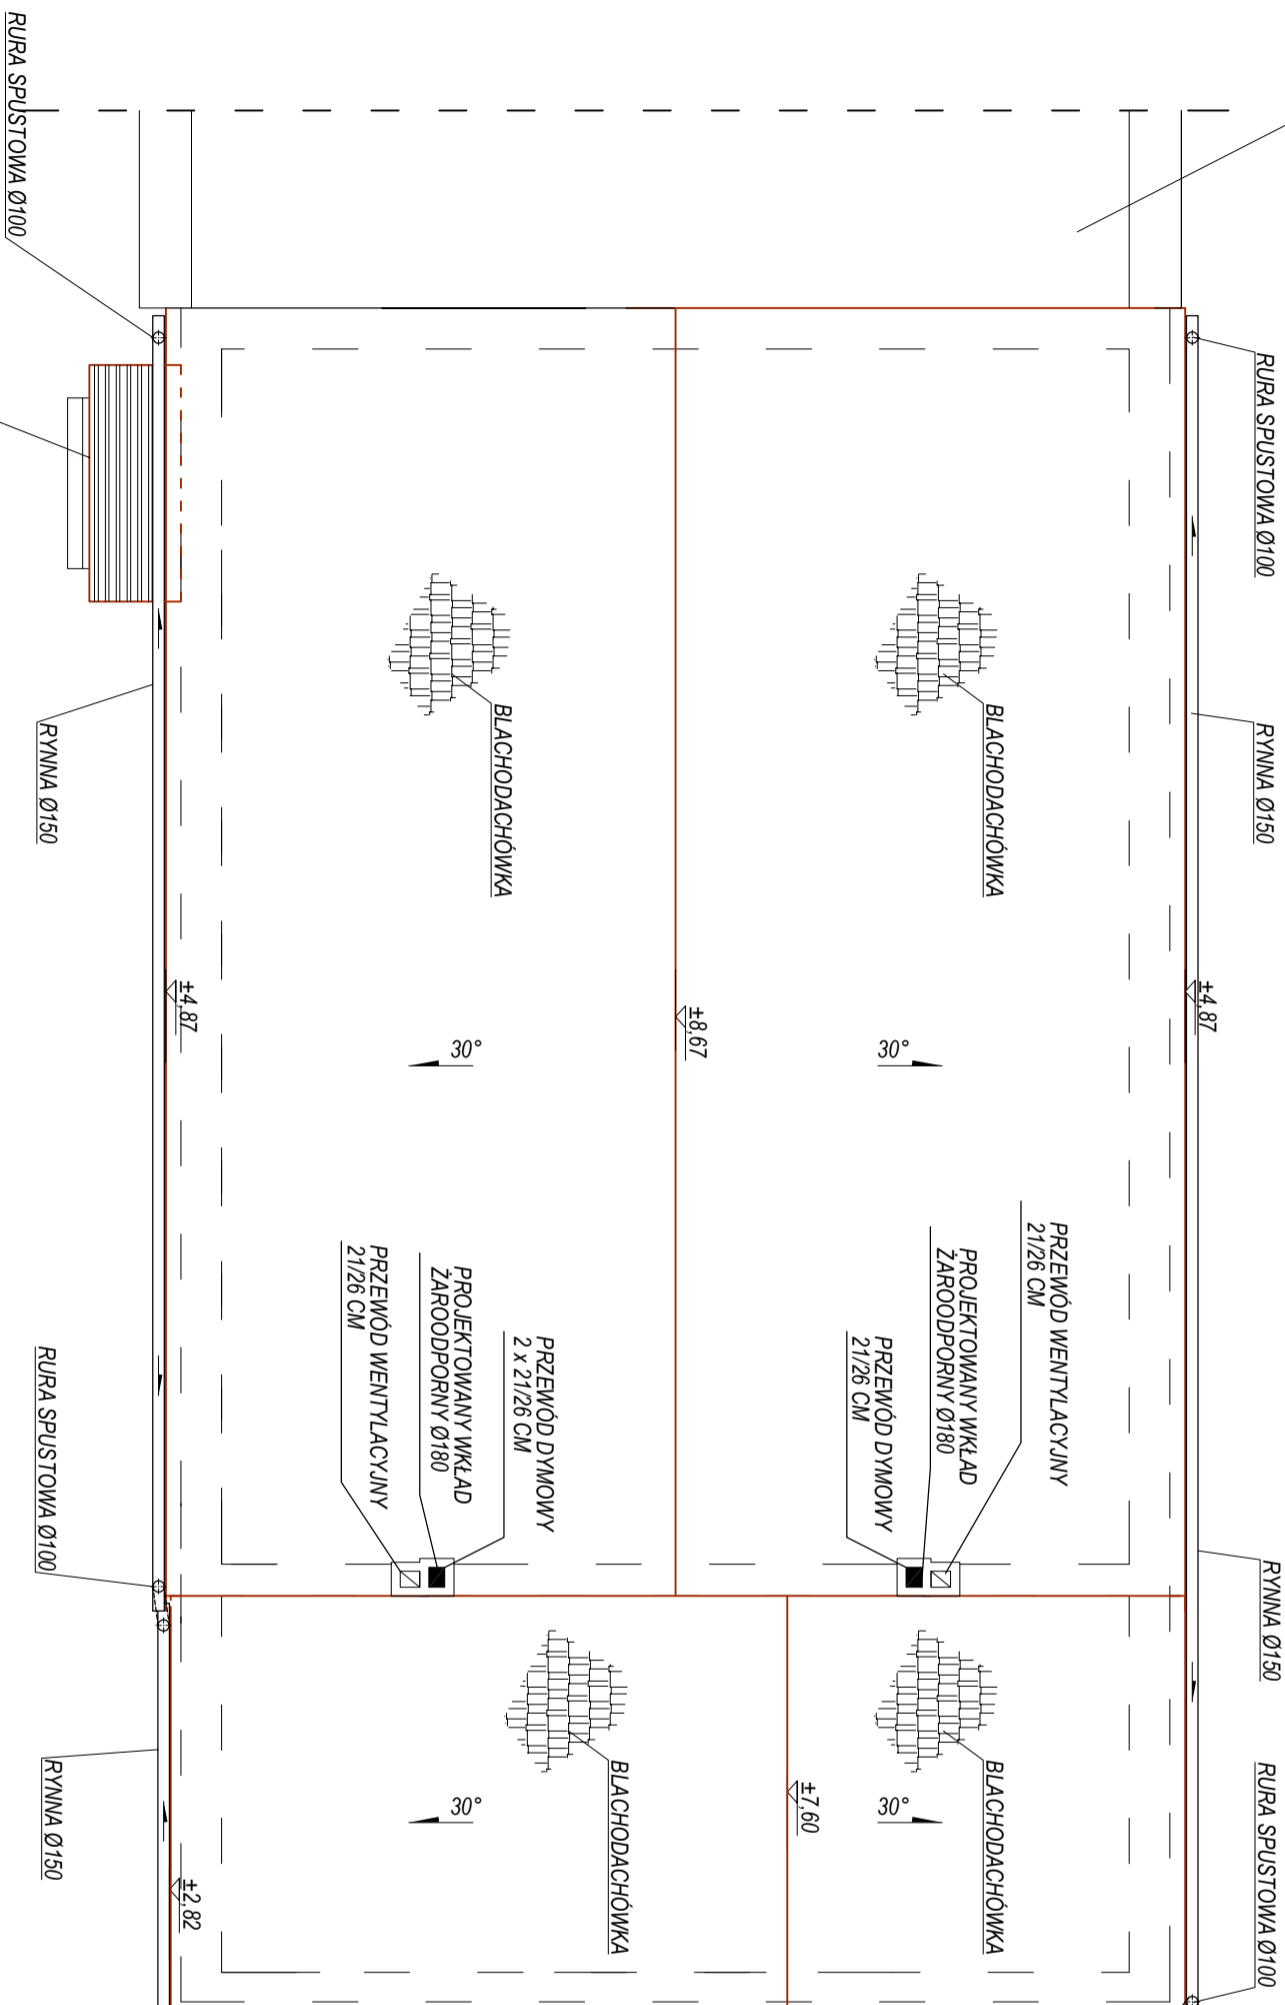 RURA SPUSTOWA Ø100
RYNNA Ø150
RYNNA Ø150
RURA SPUSTOWA Ø100
±4,87
BLACHODACHÓWKA
30°
PRZEWÓD WENTYLACYJNY
21/26 CM
PROJEKTOWANY WKŁAD
ŻAROODPORNY Ø180
PRZEWÓD DYMOWY
21/26 CM
BLACHODACHÓWKA
30°
±8,67
±7,60
BLACHODACHÓWKA
30°
PRZEWÓD DYMOWY
2 x 21/26 CM
PROJEKTOWANY WKŁAD
ŻAROODPORNY Ø180
PRZEWÓD WENTYLACYJNY
21/26 CM
BLACHODACHÓWKA
30°
±4,87
±2,82
RURA SPUSTOWA Ø100
RYNNA Ø150
RURA SPUSTOWA Ø100
RYNNA Ø150